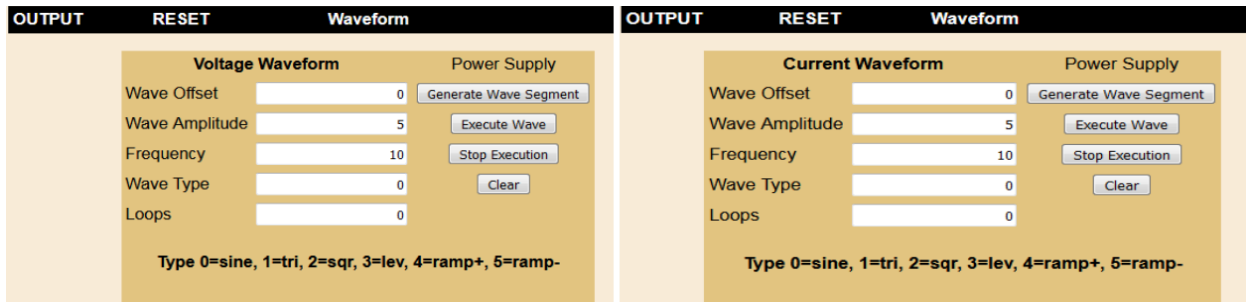 OUTPUT RESET Waveform
Voltage Waveform Power Supply
Wave Offset 0 Generate Wave Segment
Wave Amplitude 5 Execute Wave
Frequency 10 Stop Execution
Wave Type 0 Clear
Loops 0
Type 0=sine, 1=tri, 2=sqr, 3=lev, 4=ramp+, 5=ramp-
OUTPUT RESET Waveform
Current Waveform Power Supply
Wave Offset 0 Generate Wave Segment
Wave Amplitude 5 Execute Wave
Frequency 10 Stop Execution
Wave Type 0 Clear
Loops 0
Type 0=sine, 1=tri, 2=sqr, 3=lev, 4=ramp+, 5=ramp-